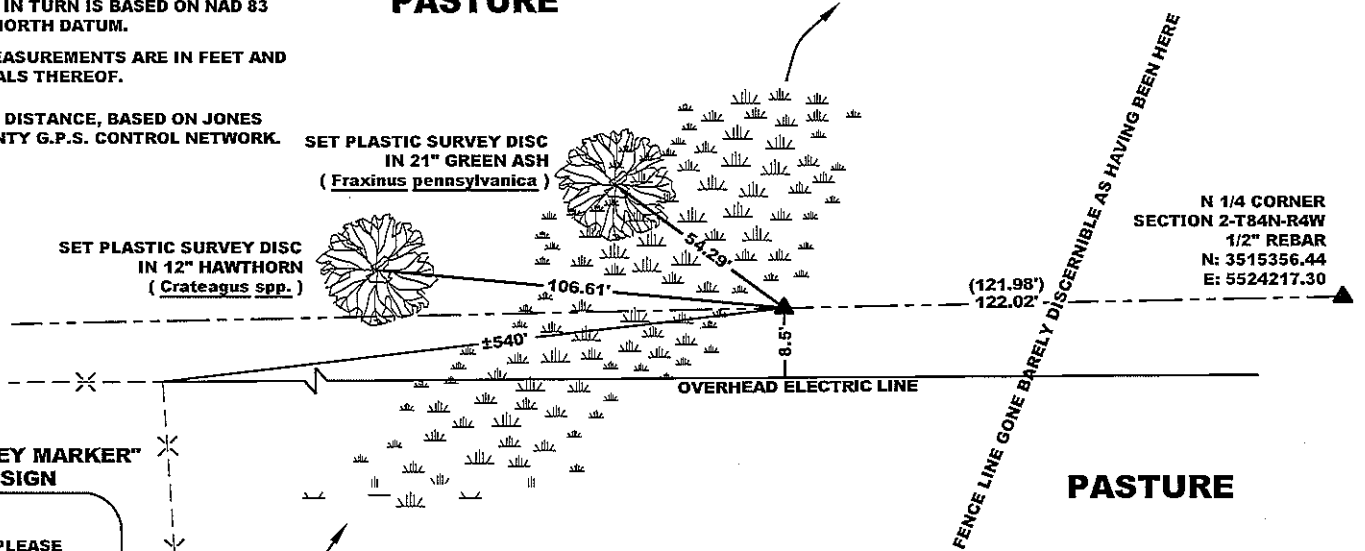 IN TURN IS BASED ON NAD 83
NORTH DATUM.
EASUREMENTS ARE IN FEET AND
ALS THEREOF.
DISTANCE, BASED ON JONES
NTY G.P.S. CONTROL NETWORK.
PASTURE
SET PLASTIC SURVEY DISC
IN 21" GREEN ASH
( Fraxinus pennsylvanica )
SET PLASTIC SURVEY DISC
IN 12" HAWTHORN
( Crateagus spp. )
54.29'
106.61'
±540'
8.5'
(121.98')
122.02'
N 1/4 CORNER
SECTION 2-T84N-R4W
1/2" REBAR
N: 3515356.44
E: 5524217.30
OVERHEAD ELECTRIC LINE
FENCE LINE GONE BARELY DISCERNIBLE AS HAVING BEEN HERE
PASTURE
EY MARKER"
SIGN
PLEASE